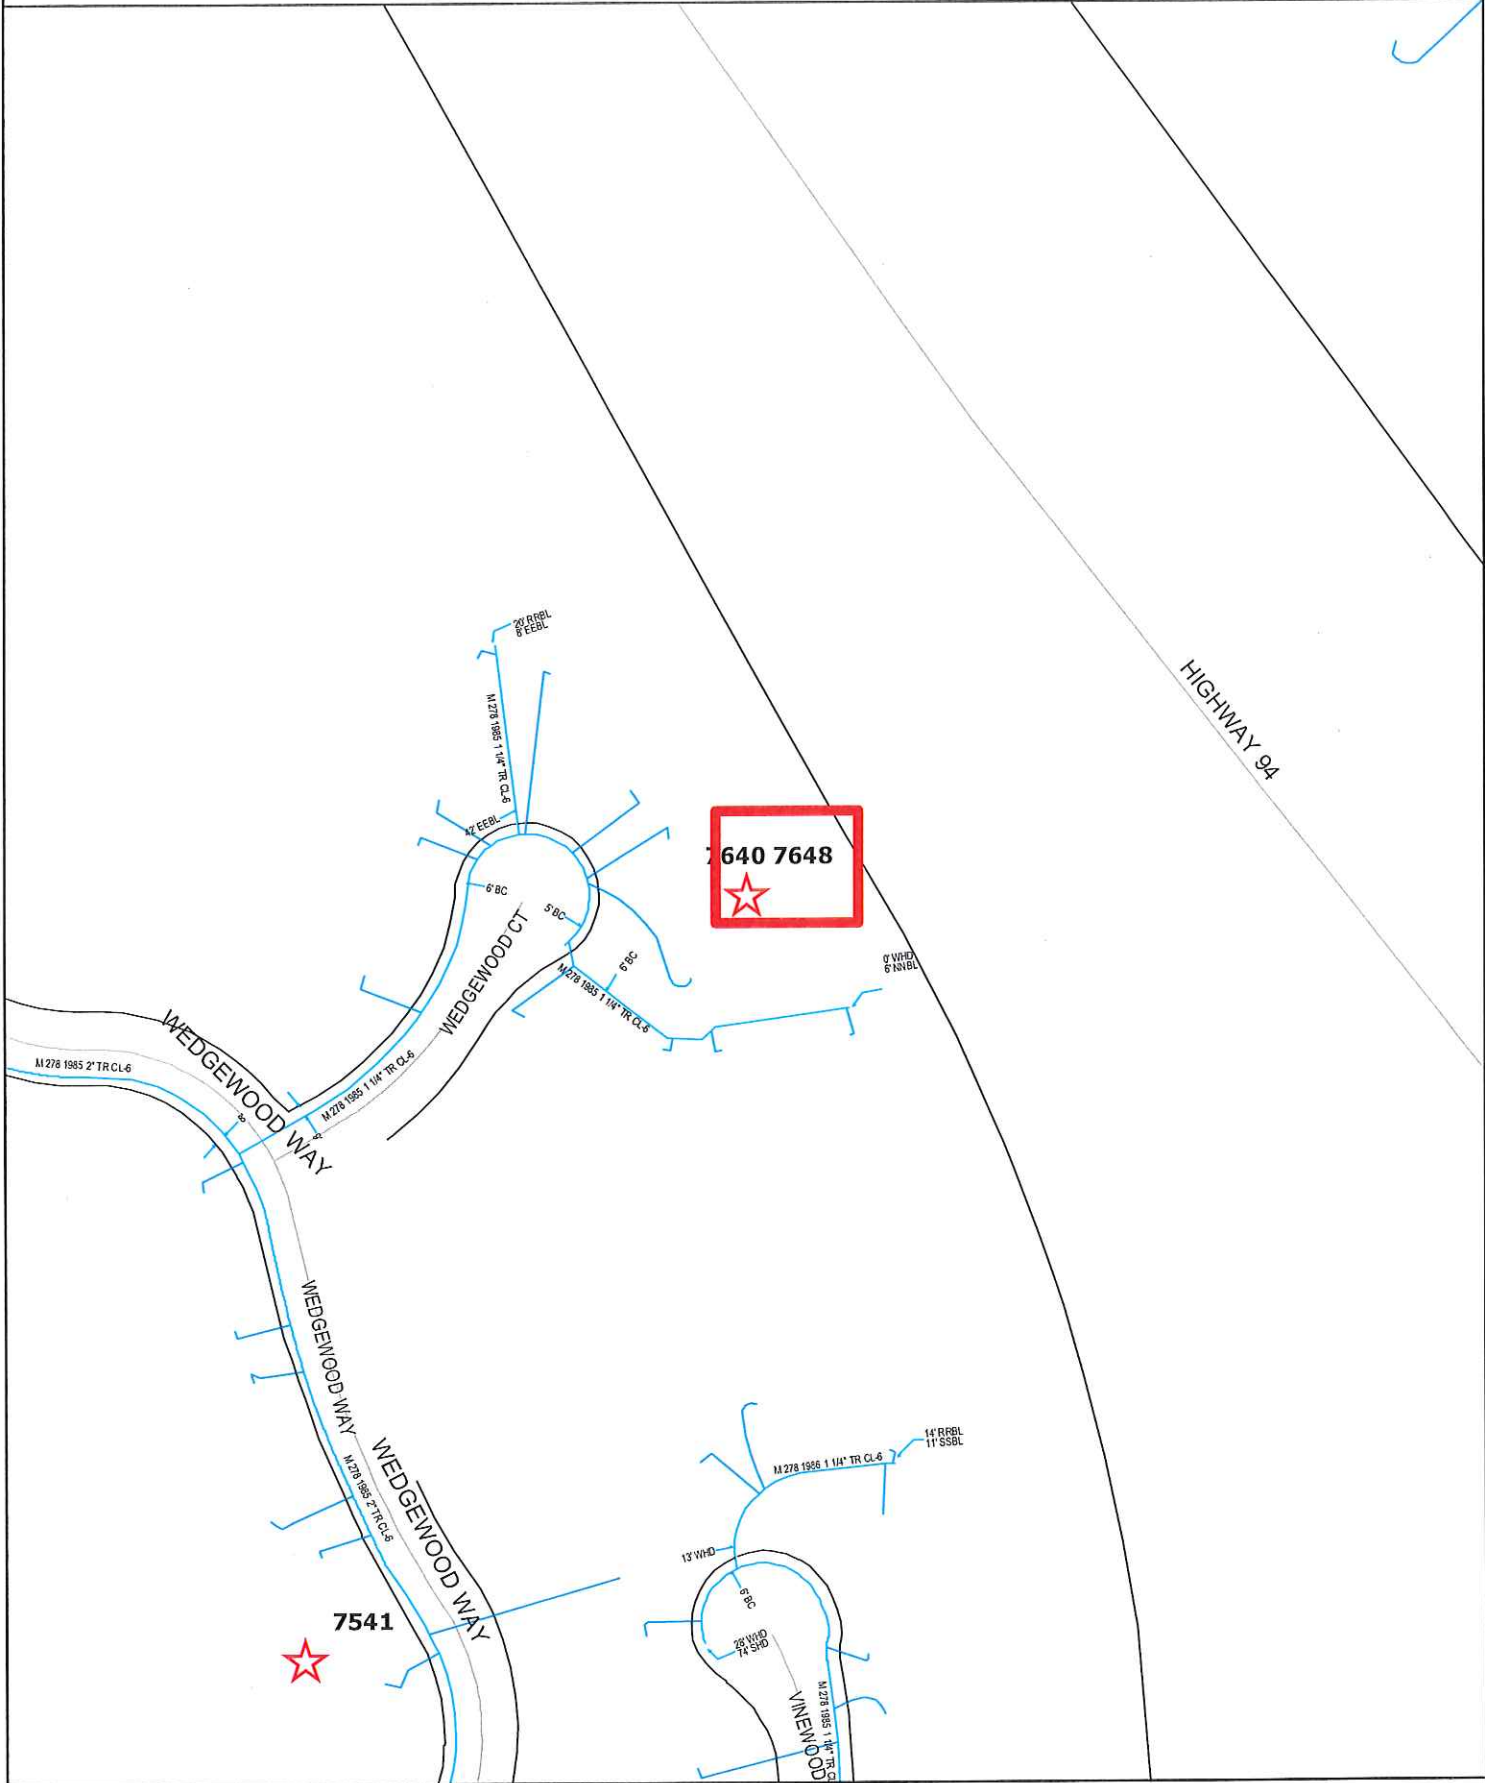 20' RRBL
8' EEBL
HIGHWAY 94
M 278 1985 1 1/4" TR CL-6
42' EEBL
7640 7648
6' BC
5' BC
WEDGEWOOD CT
6' BC
0' WHD
6' NNBL
M 278 1985 1 1/4" TR CL-6
WEDGEWOOD WAY
M 278 1985 2" TR CL-6
M 278 1985 1 1/4" TR CL-6
8'
WEDGEWOOD WAY
WEDGEWOOD WAY
M 278 1985 2" TR CL-6
14' RRBL
11' SSBL
M 278 1986 1 1/4" TR CL-6
13' WHD
6' BC
7541
28' WHD
74' SHD
VINEWOOD
M 278 1985 1 1/4" TR CL